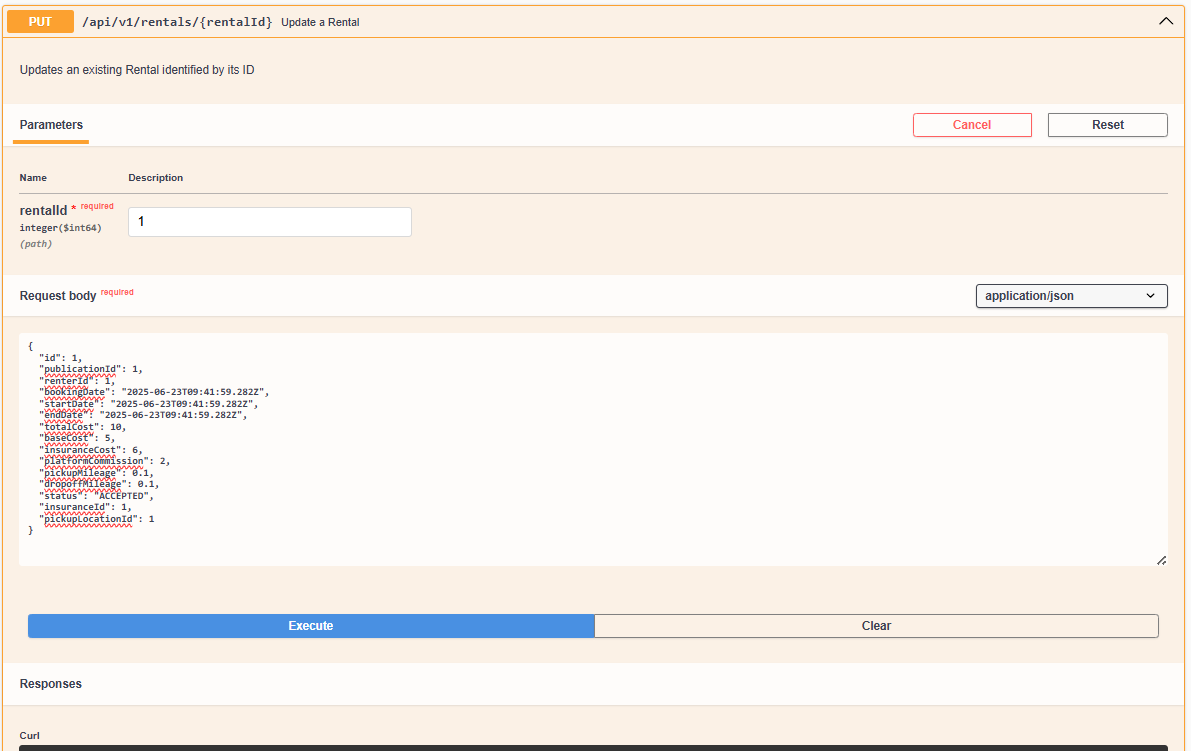 PUT /api/v1/rentals/{rentalId} Update a Rental
Updates an existing Rental identified by its ID
Parameters
Cancel
Reset
Name Description
rentalId * required
integer($int64)
(path)
1
Request body required
application/json
{
  "id": 1,
  "publicationId": 1,
  "renterId": 1,
  "bookingDate": "2025-06-23T09:41:59.282Z",
  "startDate": "2025-06-23T09:41:59.282Z",
  "endDate": "2025-06-23T09:41:59.282Z",
  "totalCost": 10,
  "baseCost": 5,
  "insuranceCost": 6,
  "platformCommission": 2,
  "pickupMileage": 0.1,
  "dropoffMileage": 0.1,
  "status": "ACCEPTED",
  "insuranceId": 1,
  "pickupLocationId": 1
}
Execute
Clear
Responses
Curl